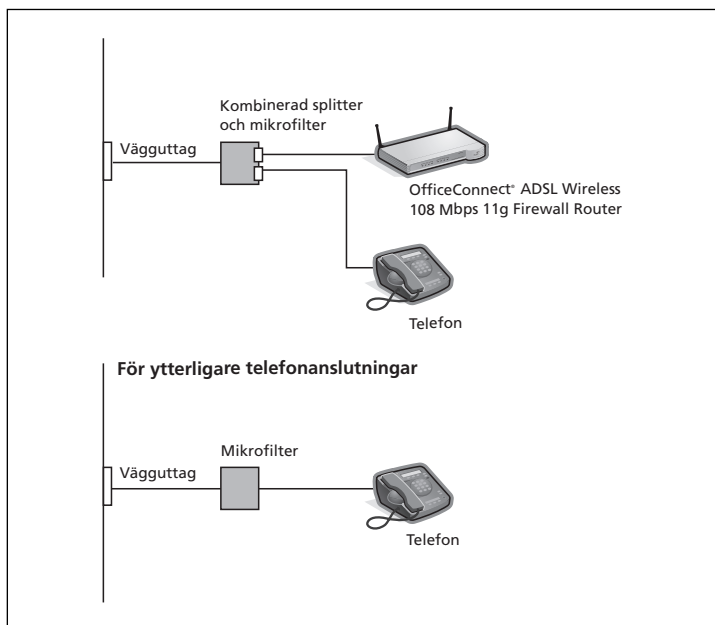 Kombinerad splitter
och mikrofilter
Vägguttag
OfficeConnect® ADSL Wireless
108 Mbps 11g Firewall Router
Telefon
För ytterligare telefonanslutningar
Mikrofilter
Vägguttag
Telefon